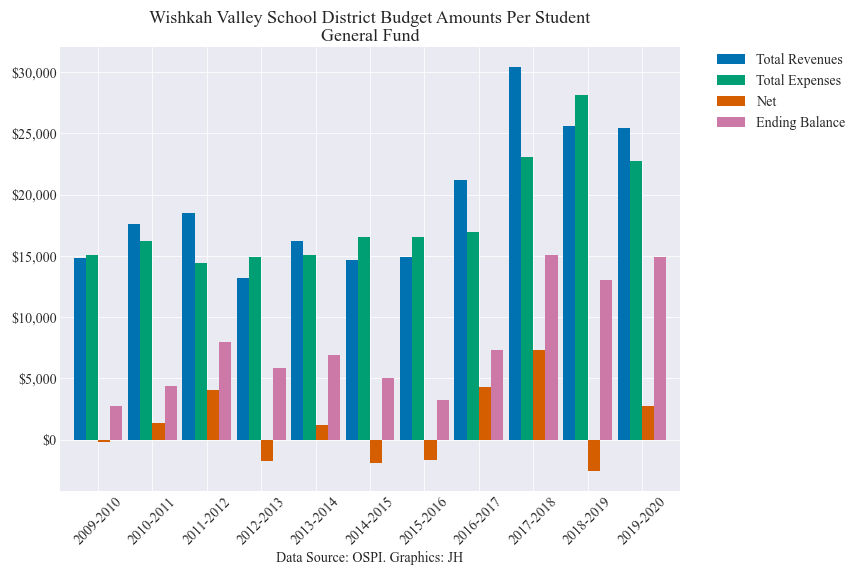 Wishkah Valley School District Budget Amounts Per Student
General Fund
Total Revenues
Total Expenses
Net
Ending Balance
$30,000
$25,000
$20,000
$15,000
$10,000
$5,000
$0
2009-2010
2010-2011
2011-2012
2012-2013
2013-2014
2014-2015
2015-2016
2016-2017
2017-2018
2018-2019
2019-2020
Data Source: OSPI. Graphics: JH